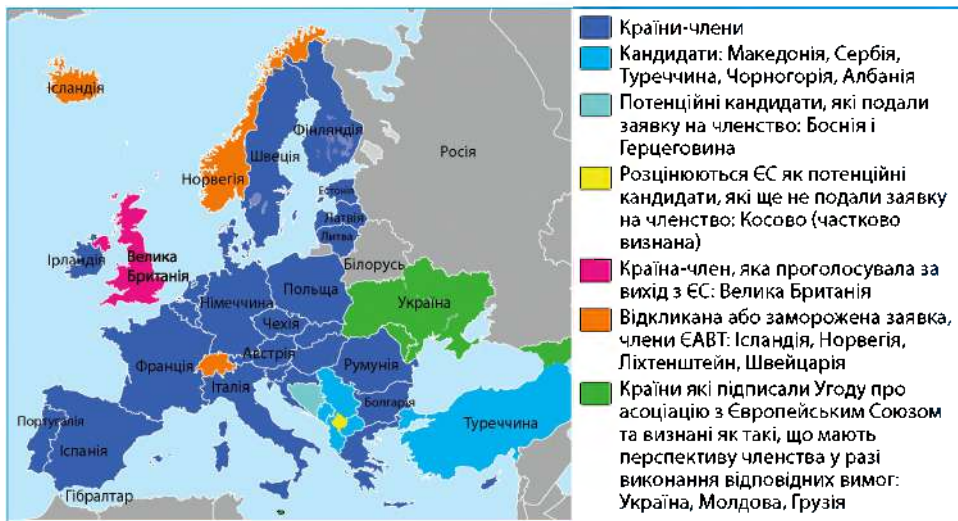 Ісландія
Норвегія
Швеція
Фінляндія
Росія
Естонія
Латвія
Литва
Білорусь
Ірландія
Велика
Британія
Німеччина
Польща
Україна
Чехія
Франція
Австрія
Румунія
Італія
Болгарія
Португалія
Іспанія
Туреччина
Гібралтар
Країни-члени
Кандидати: Македонія, Сербія,
Туреччина, Чорногорія, Албанія
Потенційні кандидати, які подали
заявку на членство: Боснія і
Герцеговина
Розцінюються ЄС як потенційні
кандидати, які ще не подали заявку
на членство: Косово (частково
визнана)
Країна-член, яка проголосувала за
вихід з ЄС: Велика Британія
Відкликана або заморожена заявка,
члени ЄАВТ: Ісландія, Норвегія,
Ліхтенштейн, Швейцарія
Країни які підписали Угоду про
асоціацію з Європейським Союзом
та визнані як такі, що мають
перспективу членства у разі
виконання відповідних вимог:
Україна, Молдова, Грузія